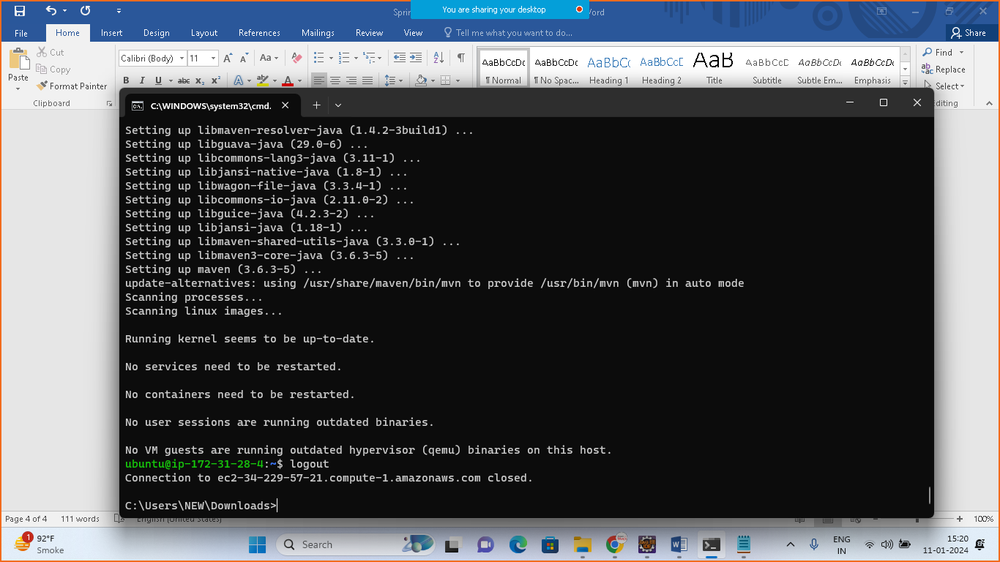 Sprin
You are sharing your desktop
Word
File
Home
Insert
Design
Layout
References
Mailings
Review
View
Tell me what you want to do...
Share
Paste
Cut
Copy
Format Painter
Clipboard
Calibri (Body)
11
Aa
B I U abc x₂ x² A aby A
AaBbCcDc
¶ Normal
AaBbCcDc
¶ No Spac...
AaBbCc
Heading 1
AaBbCcD
Heading 2
AaB
Title
AaBbCcD
Subtitle
AaBbCcDc
Subtle Em...
AaBbCcDc
Emphasis
Find
Replace
Select
diting
C:\WINDOWS\system32\cmd.
Setting up libmaven-resolver-java (1.4.2-3build1) ...
Setting up libguava-java (29.0-6) ...
Setting up libcommons-lang3-java (3.11-1) ...
Setting up libjansi-native-java (1.8-1) ...
Setting up libwagon-file-java (3.3.4-1) ...
Setting up libcommons-io-java (2.11.0-2) ...
Setting up libguice-java (4.2.3-2) ...
Setting up libjansi-java (1.18-1) ...
Setting up libmaven-shared-utils-java (3.3.0-1) ...
Setting up libmaven3-core-java (3.6.3-5) ...
Setting up maven (3.6.3-5) ...
update-alternatives: using /usr/share/maven/bin/mvn to provide /usr/bin/mvn (mvn) in auto mode
Scanning processes...
Scanning linux images...
Running kernel seems to be up-to-date.
No services need to be restarted.
No containers need to be restarted.
No user sessions are running outdated binaries.
No VM guests are running outdated hypervisor (qemu) binaries on this host.
ubuntu@ip-172-31-28-4:~$ logout
Connection to ec2-34-229-57-21.compute-1.amazonaws.com closed.
C:\Users\NEW\Downloads>
Page 4 of 4
111 words
English (United States)
100%
1
92°F
Smoke
Search
ENG
IN
15:20
11-01-2024